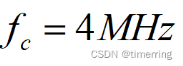 f_c = 4MHz
CSDN @timerring